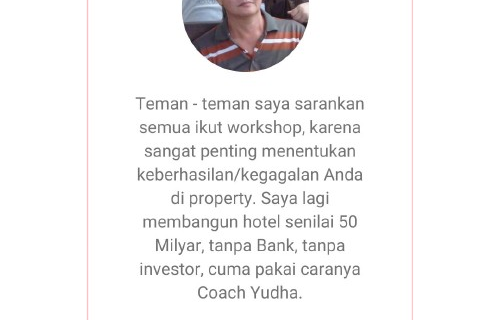 Teman - teman saya sarankan
semua ikut workshop, karena
sangat penting menentukan
keberhasilan/kegagalan Anda
di property. Saya lagi
membangun hotel senilai 50
Milyar, tanpa Bank, tanpa
investor, cuma pakai caranya
Coach Yudha.